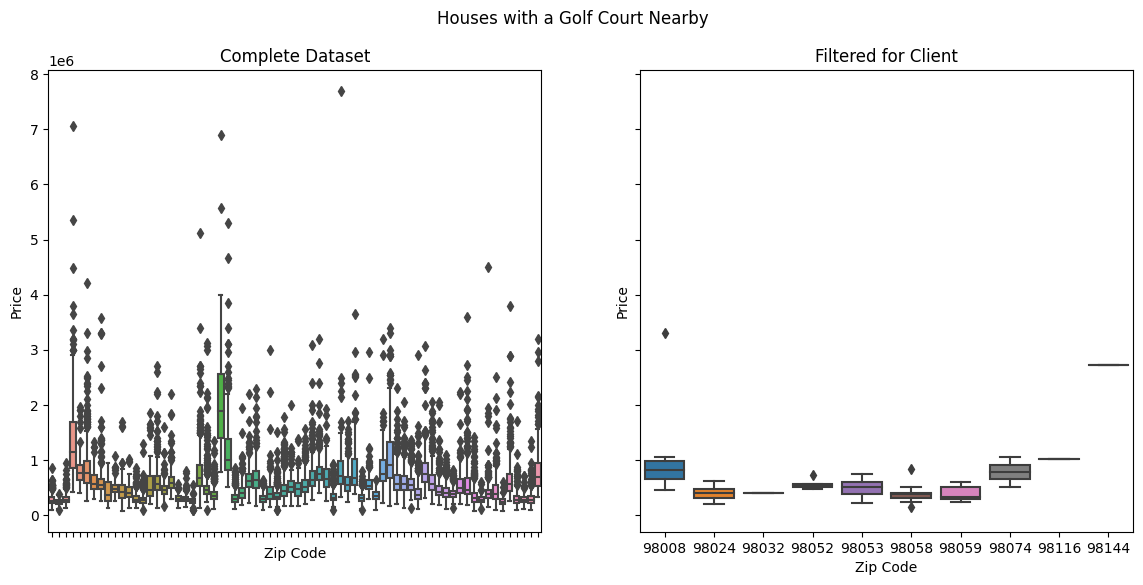 Houses with a Golf Court Nearby
Complete Dataset
1e6
8
7
6
5
4
3
2
1
0
Price
Zip Code
Filtered for Client
Price
98008 98024 98032 98052 98053 98058 98059 98074 98116 98144
Zip Code